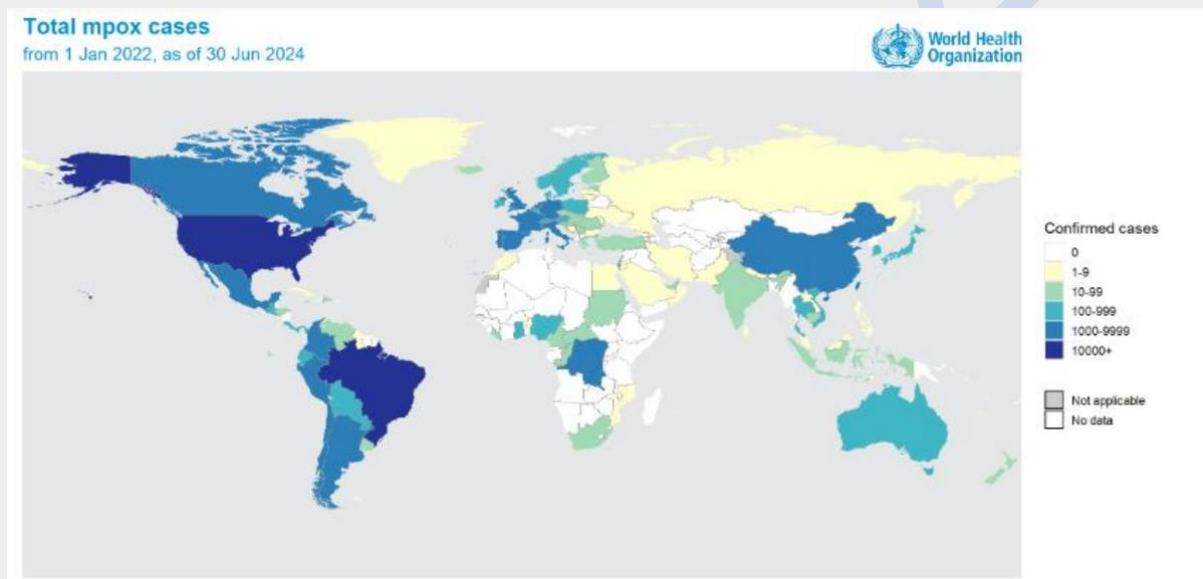 Total mpox cases
from 1 Jan 2022, as of 30 Jun 2024
World Health
Organization
Confirmed cases
0
1-9
10-99
100-999
1000-9999
10000+
Not applicable
No data